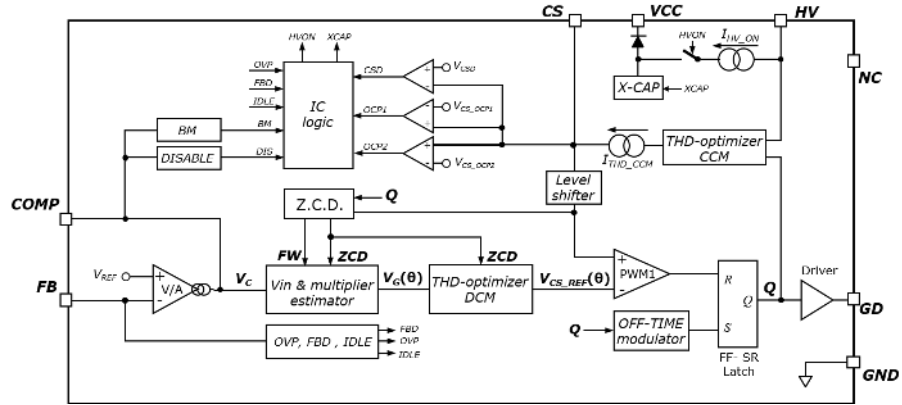 CS VCC HV
HVON XCAP
HVON I_HV_ON
OVP
FBD
IDLE
BM
DIS
IC
logic
CSD V_CSD
OCP1 V_CS_OCP1
OCP2 V_CS_OCP2
X-CAP XCAP
NC
BM
DISABLE
I_THD_CCM
THD-optimizer
CCM
Level
shifter
COMP
Z.C.D. Q
FW ZCD ZCD
V_REF
FB
V/A
+
-
V_C
Vin & multiplier
estimator
V_G(θ)
THD-optimizer
DCM
V_CS_REF(θ)
+
-
PWM1
R
Q
S
Q
Driver
GD
OVP, FBD , IDLE
FBD
OVP
IDLE
Q
OFF-TIME
modulator
FF- SR
Latch
GND